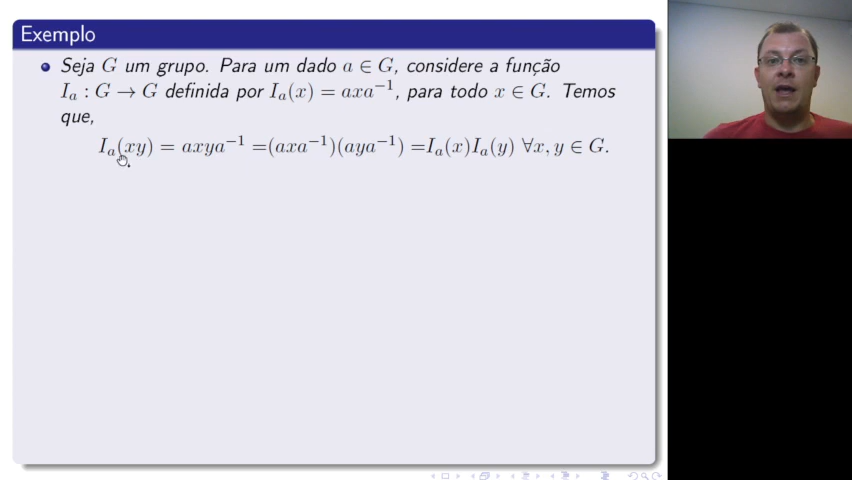 Exemplo
Seja G um grupo. Para um dado a ∈ G, considere a função
I_a : G → G definida por I_a(x) = axa⁻¹, para todo x ∈ G. Temos
que,
I_a(xy) = axya⁻¹ =(axa⁻¹)(aya⁻¹) =I_a(x)I_a(y) ∀x, y ∈ G.